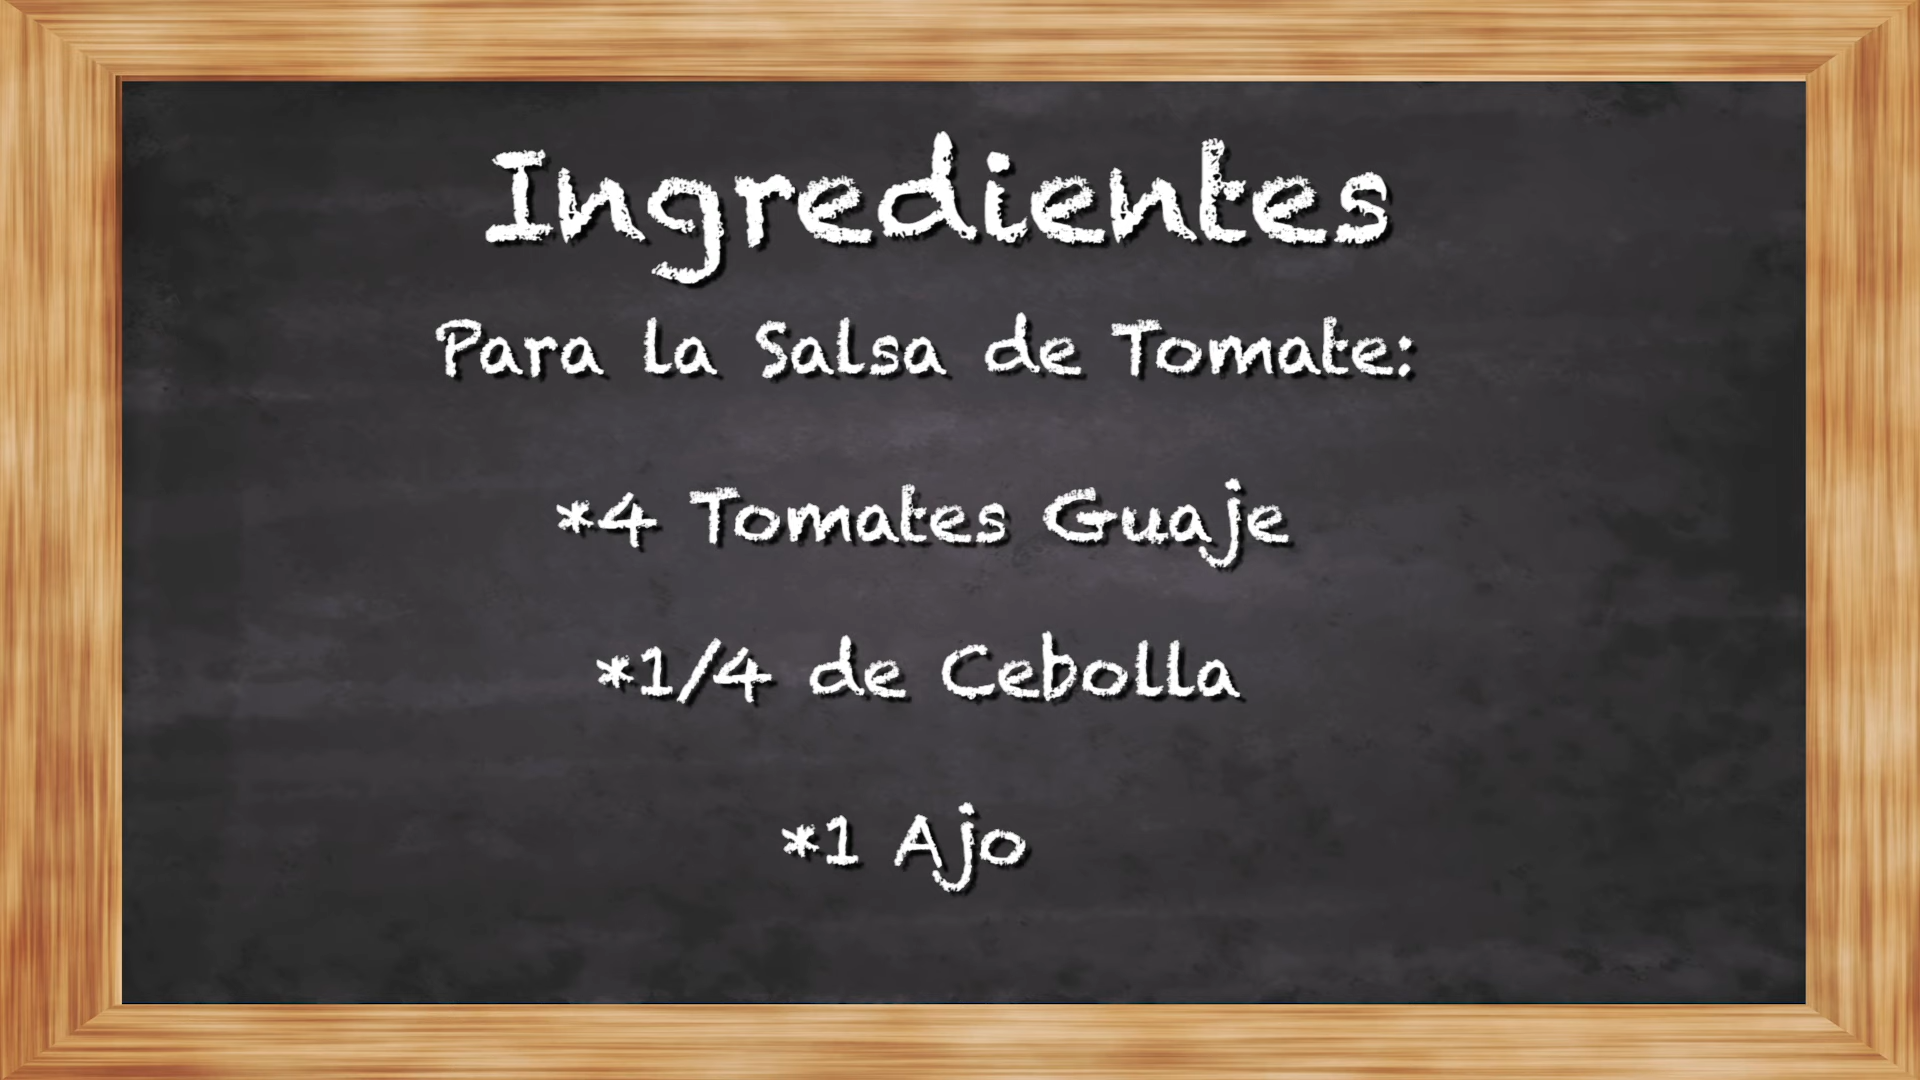 Ingredientes
Para la Salsa de Tomate:
*4 Tomates Guaje
*1/4 de Cebolla
*1 Ajo